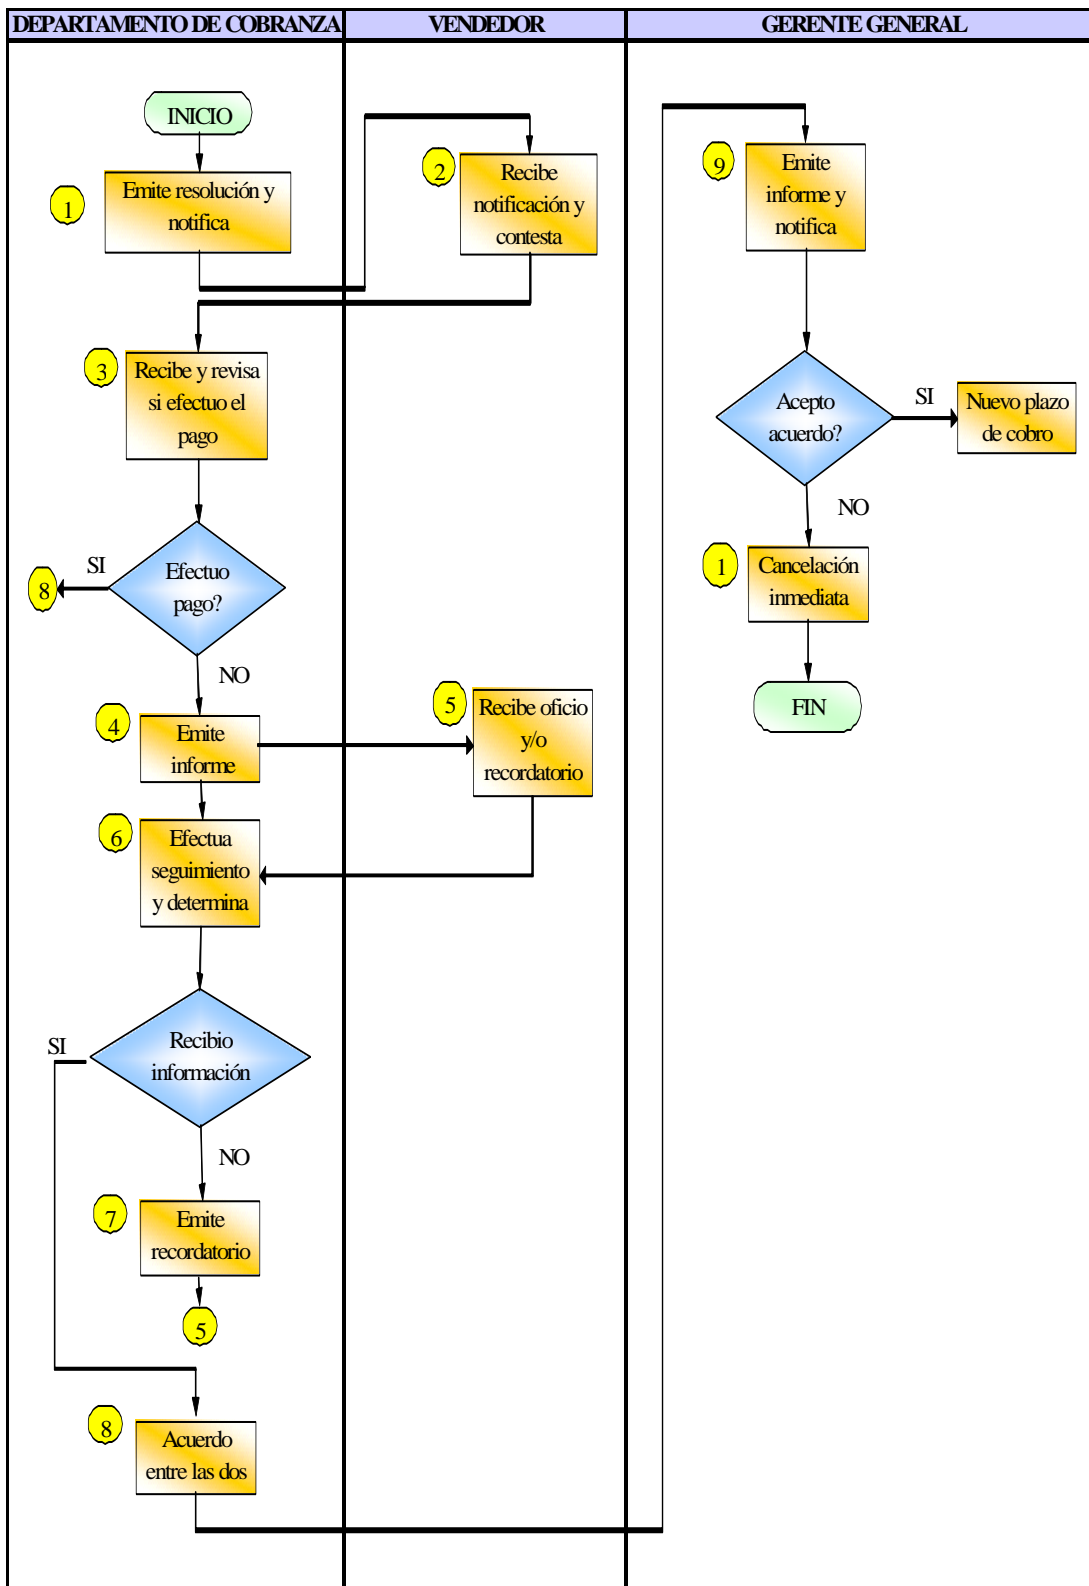 DEPARTAMENTO DE COBRANZA
VENDEDOR
GERENTE GENERAL
INICIO
1
Emite resolución y
notifica
2
Recibe
notificación y
contesta
3
Recibe y revisa
si efectuo el
pago
Efectuo
pago?
SI
8
NO
4
Emite
informe
5
Recibe oficio
y/o
recordatorio
6
Efectua
seguimiento
y determina
Recibio
información
SI
NO
7
Emite
recordatorio
5
8
Acuerdo
entre las dos
9
Emite
informe y
notifica
Acepto
acuerdo?
SI
Nuevo plazo
de cobro
NO
1
Cancelación
inmediata
FIN